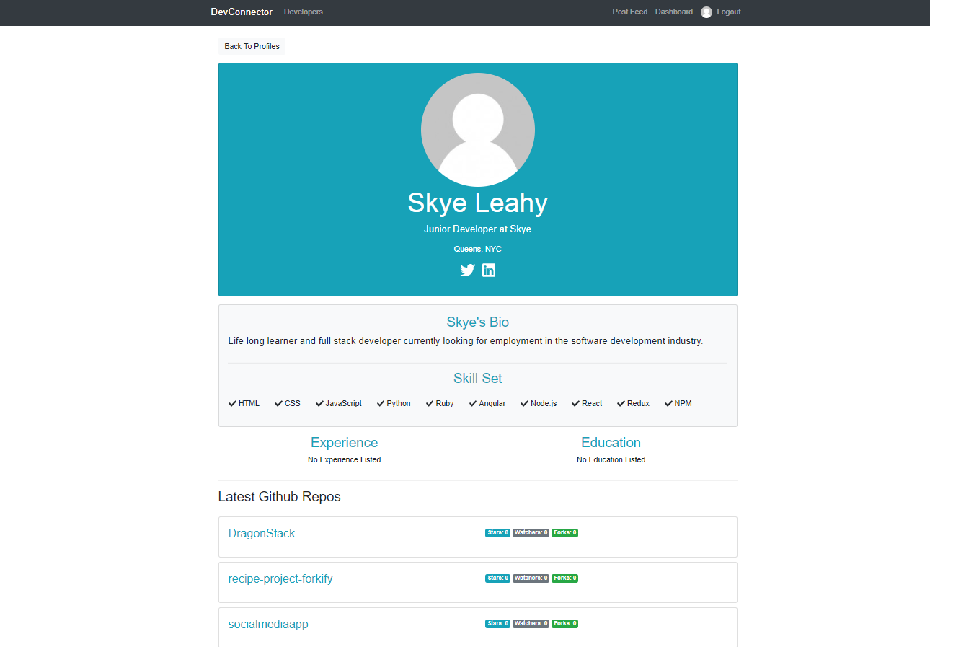 DevConnector Developers Post Feed Dashboard Logout
Back To Profiles
Skye Leahy
Junior Developer at Skye
Queens, NYC
Skye's Bio
Life long learner and full stack developer currently looking for employment in the software development industry.
Skill Set
HTML CSS JavaScript Python Ruby Angular Node.js React Redux NPM
Experience Education
No Experience Listed No Education Listed
Latest Github Repos
DragonStack Stars: 0 Watchers: 0 Forks: 0
recipe-project-forkify Stars: 0 Watchers: 0 Forks: 0
socialmediaapp Stars: 0 Watchers: 0 Forks: 0